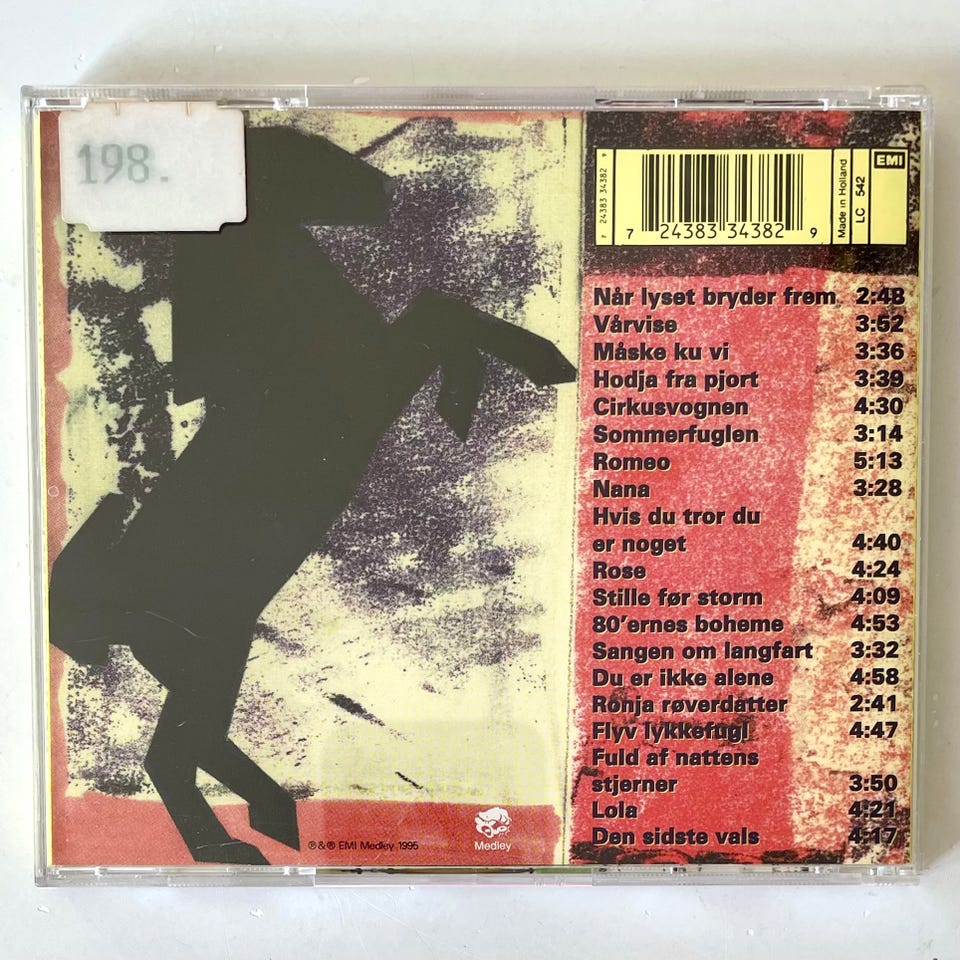 198.
7 24383 34382 9
7 24383 34382 9
Made in Holland
LC 542
EMI
Når lyset bryder frem 2:48
Vårvise 3:52
Måske ku vi 3:36
Hodja fra pjort 3:39
Cirkusvognen 4:30
Sommerfuglen 3:14
Romeo 5:13
Nana 3:28
Hvis du tror du
er noget 4:40
Rose 4:24
Stille før storm 4:09
80'ernes boheme 4:53
Sangen om langfart 3:32
Du er ikke alene 4:58
Ronja røverdatter 2:41
Flyv lykkefugl 4:47
Fuld af nattens
stjerner 3:50
Lola 4:21
Den sidste vals 4:17
℗&® EMI Medley 1995
Medley